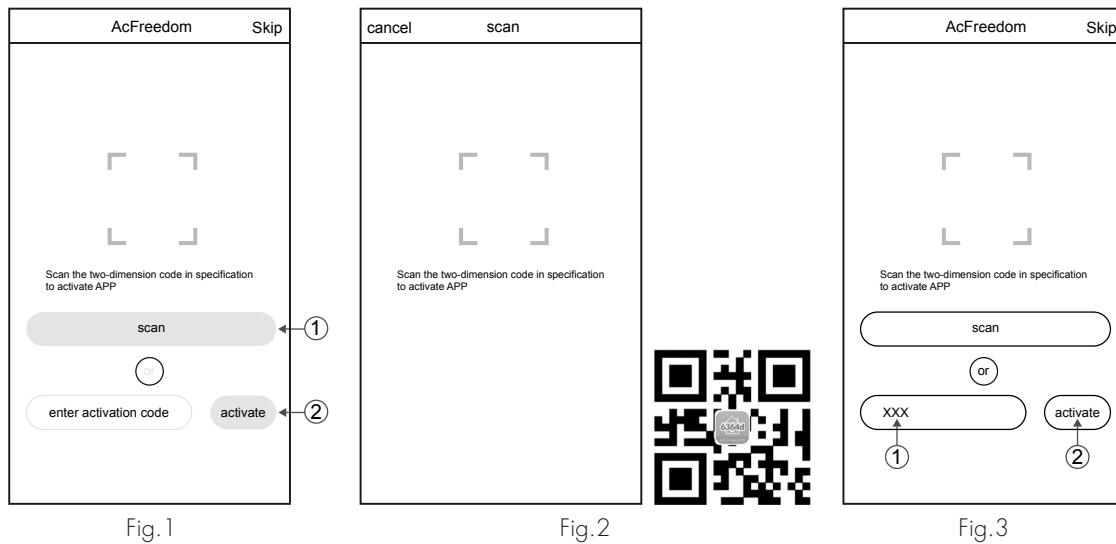 AcFreedom Skip
Scan the two-dimension code in specification
to activate APP
scan
①
or
enter activation code activate
②
Fig.1
cancel scan
Scan the two-dimension code in specification
to activate APP
6364d
Fig.2
AcFreedom Skip
Scan the two-dimension code in specification
to activate APP
scan
or
XXX activate
① ②
Fig.3